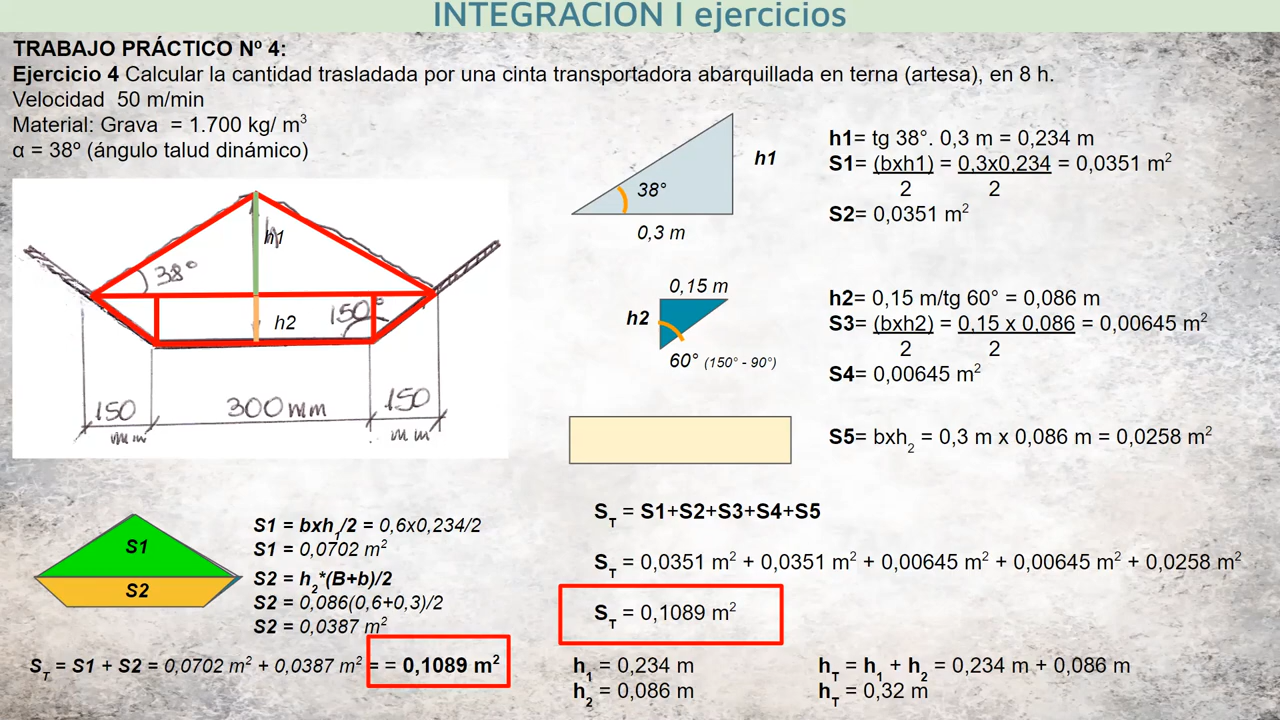 INTEGRACION I ejercicios
TRABAJO PRÁCTICO Nº 4:
Ejercicio 4 Calcular la cantidad trasladada por una cinta transportadora abarquillada en terna (artesa), en 8 h.
Velocidad 50 m/min
Material: Grava = 1.700 kg/ m³
α = 38º (ángulo talud dinámico)
h1
38°
150°
h2
150
300 mm
150
mm
mm
h1
38°
0,3 m
h1= tg 38°. 0,3 m = 0,234 m
S1= (bxh1) = 0,3x0,234 = 0,0351 m²
2 2
S2= 0,0351 m²
0,15 m
h2
60° (150° - 90°)
h2= 0,15 m/tg 60° = 0,086 m
S3= (bxh2) = 0,15 x 0,086 = 0,00645 m²
2 2
S4= 0,00645 m²
S5= bxh₂ = 0,3 m x 0,086 m = 0,0258 m²
S1
S2
S1 = bxh₁/2 = 0,6x0,234/2
S1 = 0,0702 m²
S2 = h₂*(B+b)/2
S2 = 0,086(0,6+0,3)/2
S2 = 0,0387 m²
S_T = S1 + S2 = 0,0702 m² + 0,0387 m² = = 0,1089 m²
S_T = S1+S2+S3+S4+S5
S_T = 0,0351 m² + 0,0351 m² + 0,00645 m² + 0,00645 m² + 0,0258 m²
S_T = 0,1089 m²
h₁ = 0,234 m
h₂ = 0,086 m
h_T = h₁ + h₂ = 0,234 m + 0,086 m
h_T = 0,32 m